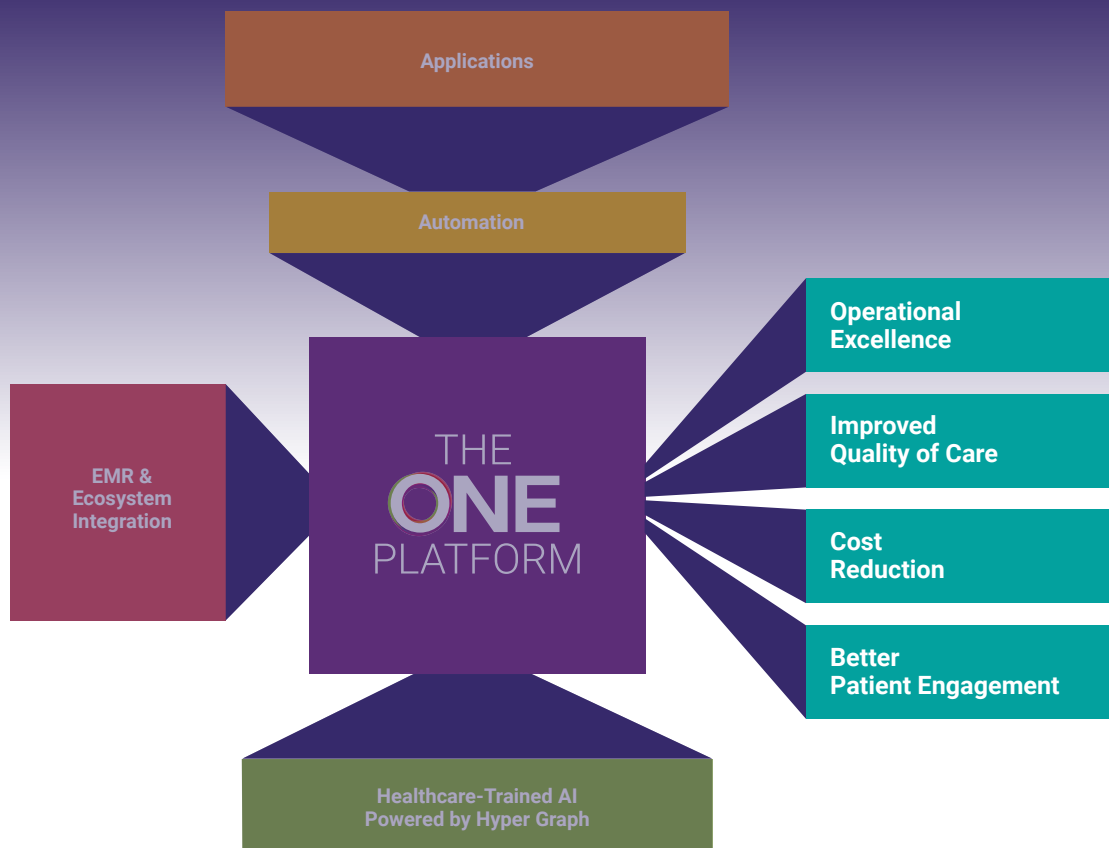 Applications
Automation
EMR &
Ecosystem
Integration
THE
ONE
PLATFORM
Operational
Excellence
Improved
Quality of Care
Cost
Reduction
Better
Patient Engagement
Healthcare-Trained AI
Powered by Hyper Graph